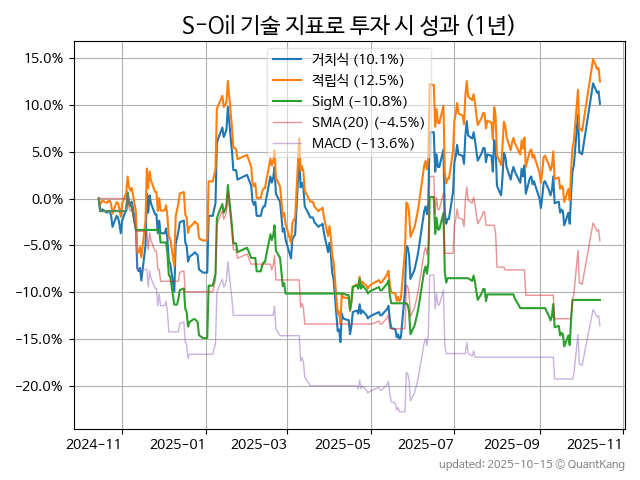 S-Oil 기술 지표로 투자 시 성과 (1년)
거치식 (10.1%)
적립식 (12.5%)
SigM (−10.8%)
SMA(20) (−4.5%)
MACD (−13.6%)
15.0%
10.0%
5.0%
0.0%
−5.0%
−10.0%
−15.0%
−20.0%
2024-11 2025-01 2025-03 2025-05 2025-07 2025-09 2025-11
updated: 2025-10-15 © QuantKang